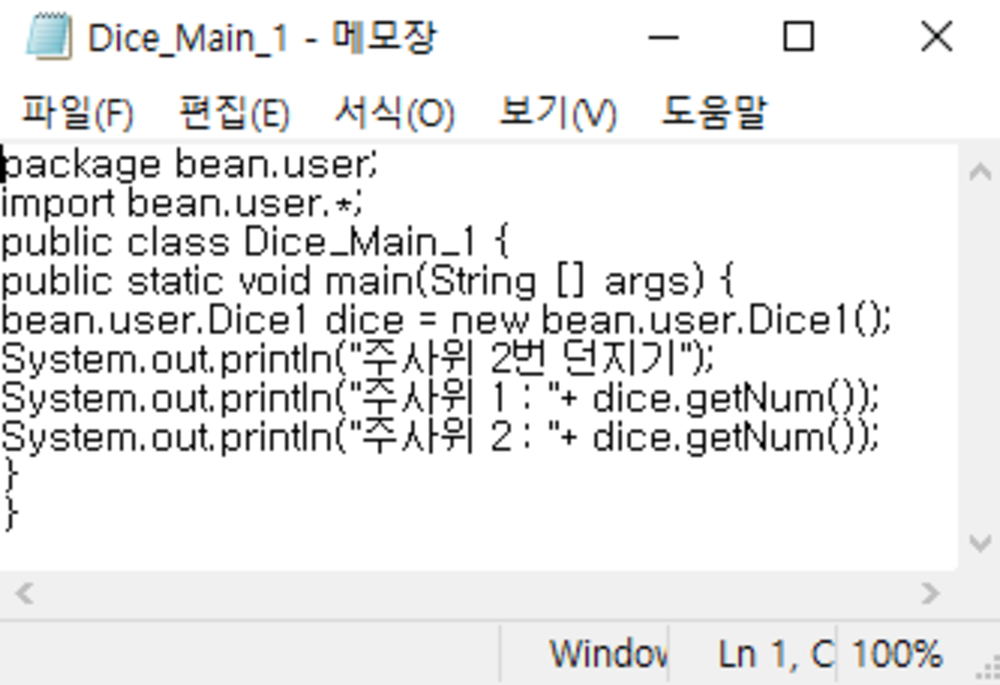 Dice_Main_1 - 메모장
파일(F) 편집(E) 서식(O) 보기(V) 도움말
package bean.user;
import bean.user.*;
public class Dice_Main_1 {
public static void main(String [] args) {
bean.user.Dice1 dice = new bean.user.Dice1();
System.out.println("주사위 2번 던지기");
System.out.println("주사위 1 : "+ dice.getNum());
System.out.println("주사위 2 : "+ dice.getNum());
}
}
Window Ln 1, C 100%